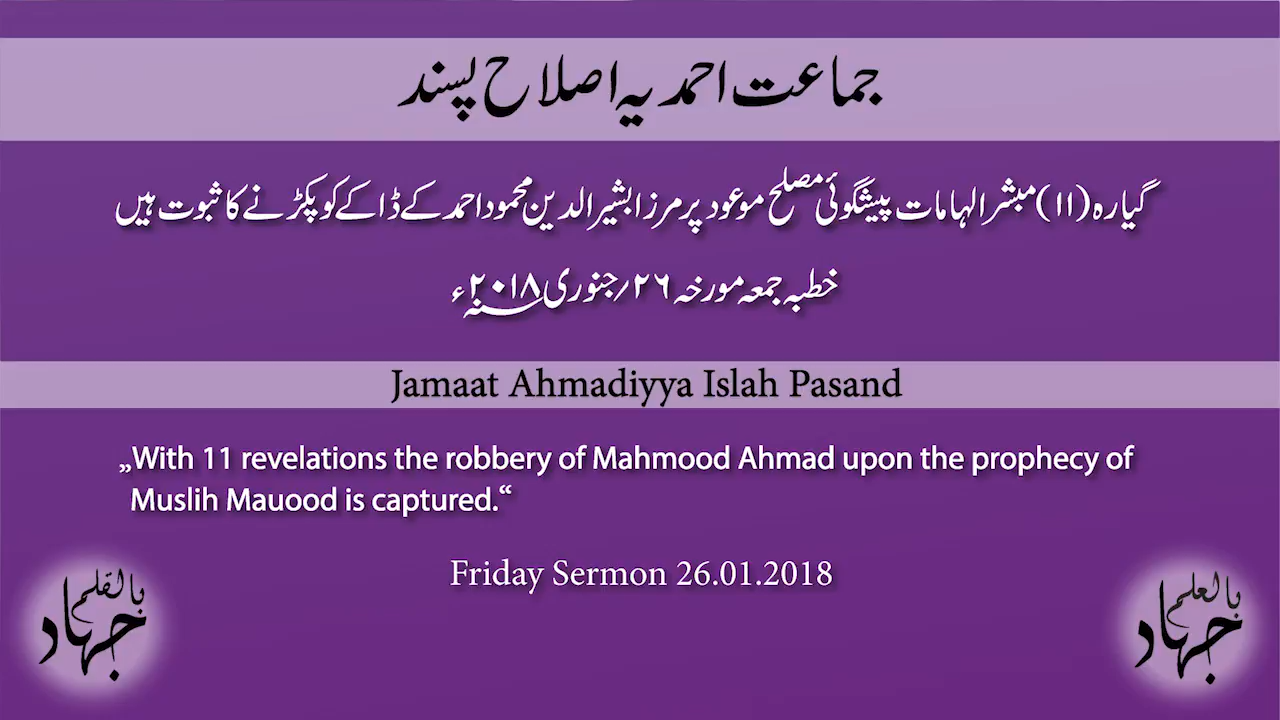 جماعت احمدیہ اصلاح پسند
گیارہ (۱۱) مبشر الہامات پیشگوئی مصلح موعود پر مرزا بشیر الدین محمود احمد کے ڈاکے کو پکڑنے کا ثبوت ہیں
خطبہ جمعہ مورخہ ۲۶؍جنوری ۲۰۱۸ء
Jamaat Ahmadiyya Islah Pasand
„With 11 revelations the robbery of Mahmood Ahmad upon the prophecy of
Muslih Mauood is captured.“
Friday Sermon 26.01.2018
جہاد بالقلم
جہاد بالعلم